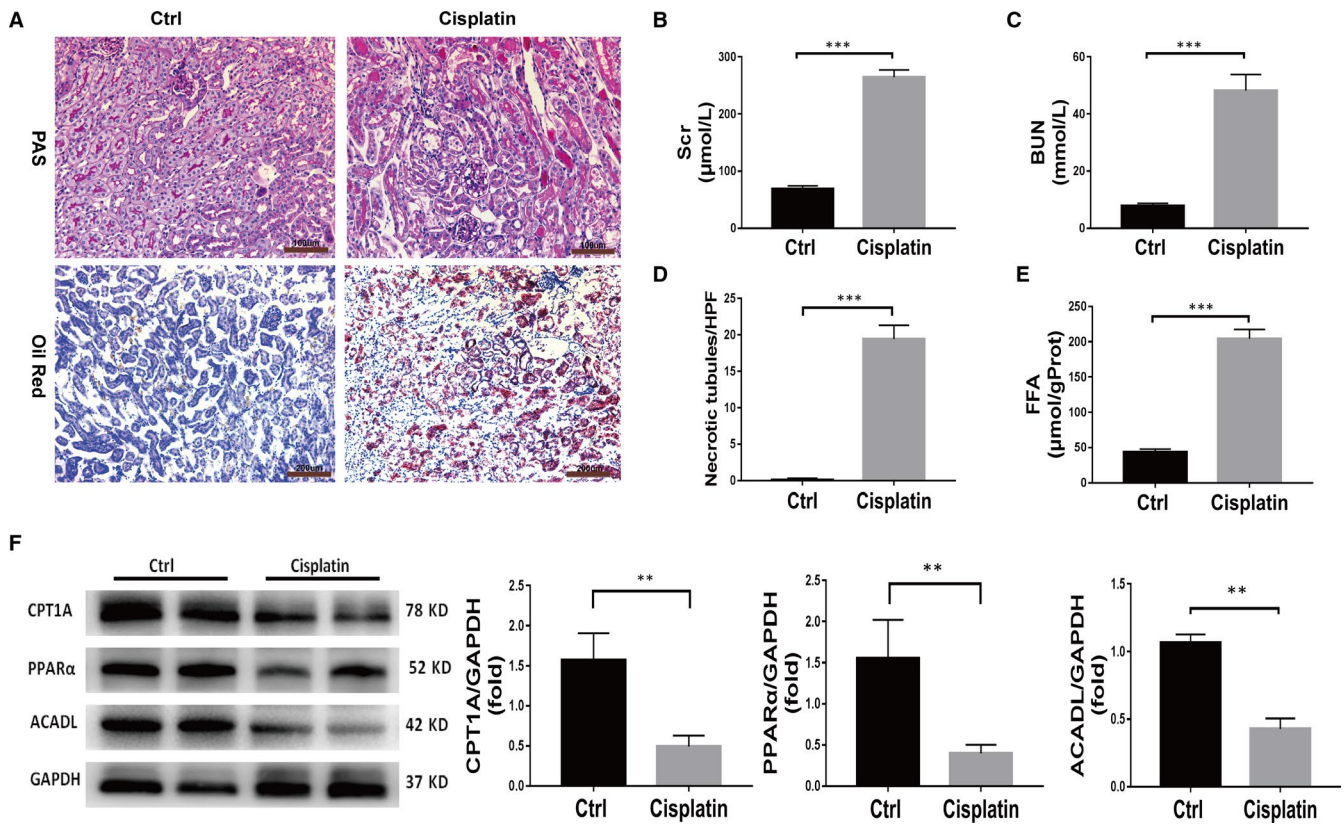 A
Ctrl
Cisplatin
PAS
100um
100um
Oil Red
200um
200um
B
***
Scr
(μmol/L)
300
200
100
0
Ctrl
Cisplatin
C
***
BUN
(mmol/L)
60
40
20
0
Ctrl
Cisplatin
D
***
Necrotic tubules/HPF
25
20
15
10
5
0
Ctrl
Cisplatin
E
***
FFA
(μmol/gProt)
250
200
150
100
50
0
Ctrl
Cisplatin
F
Ctrl
Cisplatin
CPT1A
78 KD
PPARα
52 KD
ACADL
42 KD
GAPDH
37 KD
**
CPT1A/GAPDH
(fold)
2.5
2.0
1.5
1.0
0.5
0.0
Ctrl
Cisplatin
**
PPARα/GAPDH
(fold)
2.5
2.0
1.5
1.0
0.5
0.0
Ctrl
Cisplatin
**
ACADL/GAPDH
(fold)
1.5
1.0
0.5
0.0
Ctrl
Cisplatin